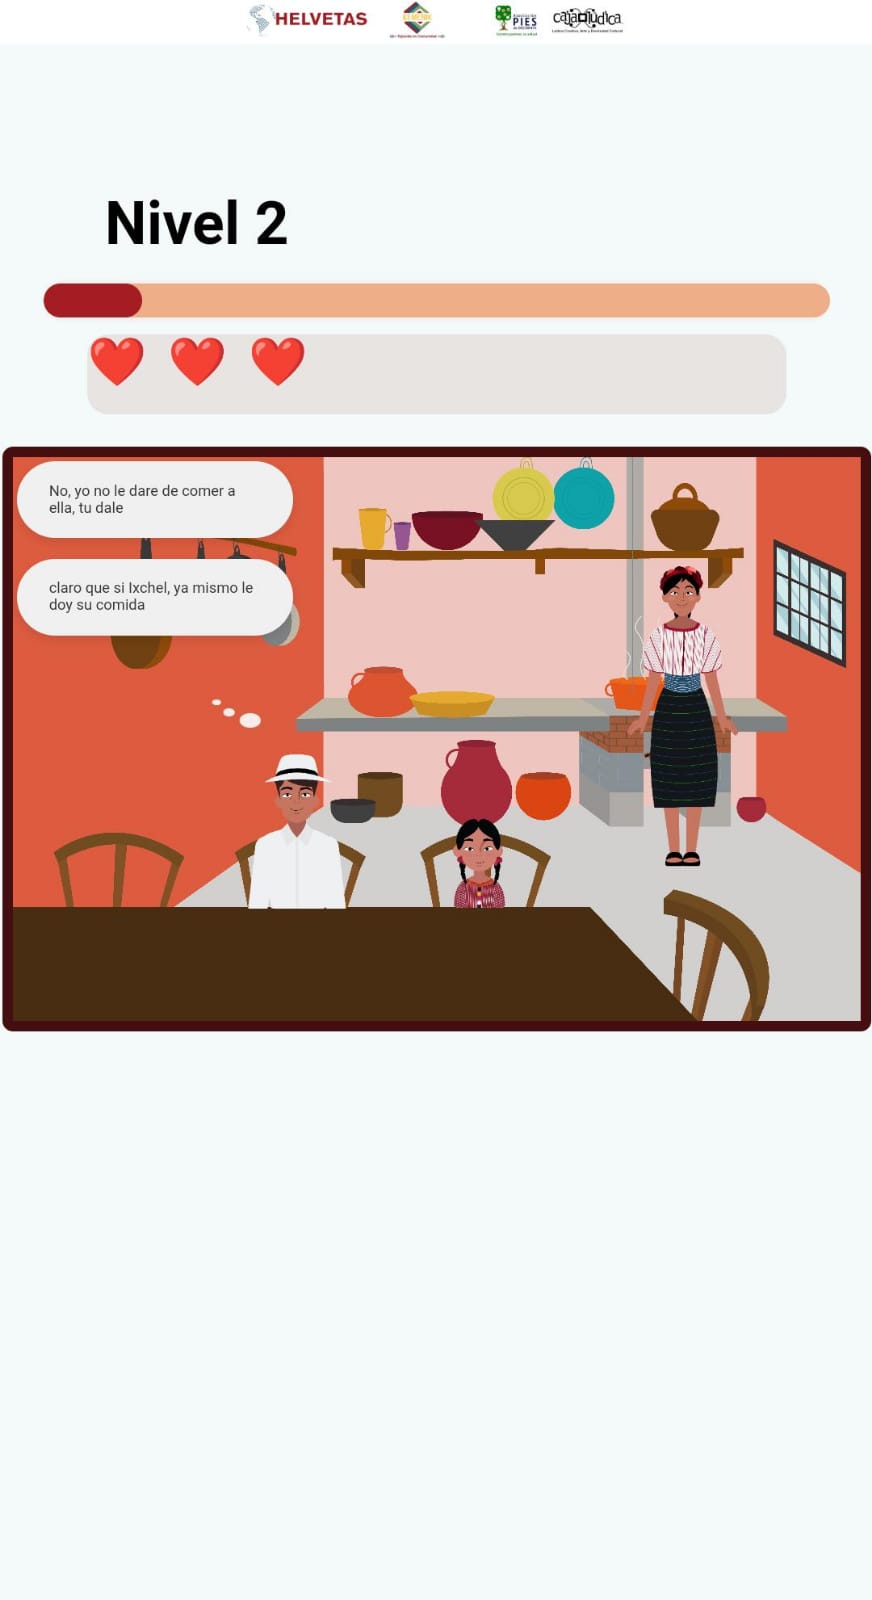 HELVETAS
PIES
cajaLúdica
Nivel 2
No, yo no le dare de comer a
ella, tu dale
claro que si Ixchel, ya mismo le
doy su comida